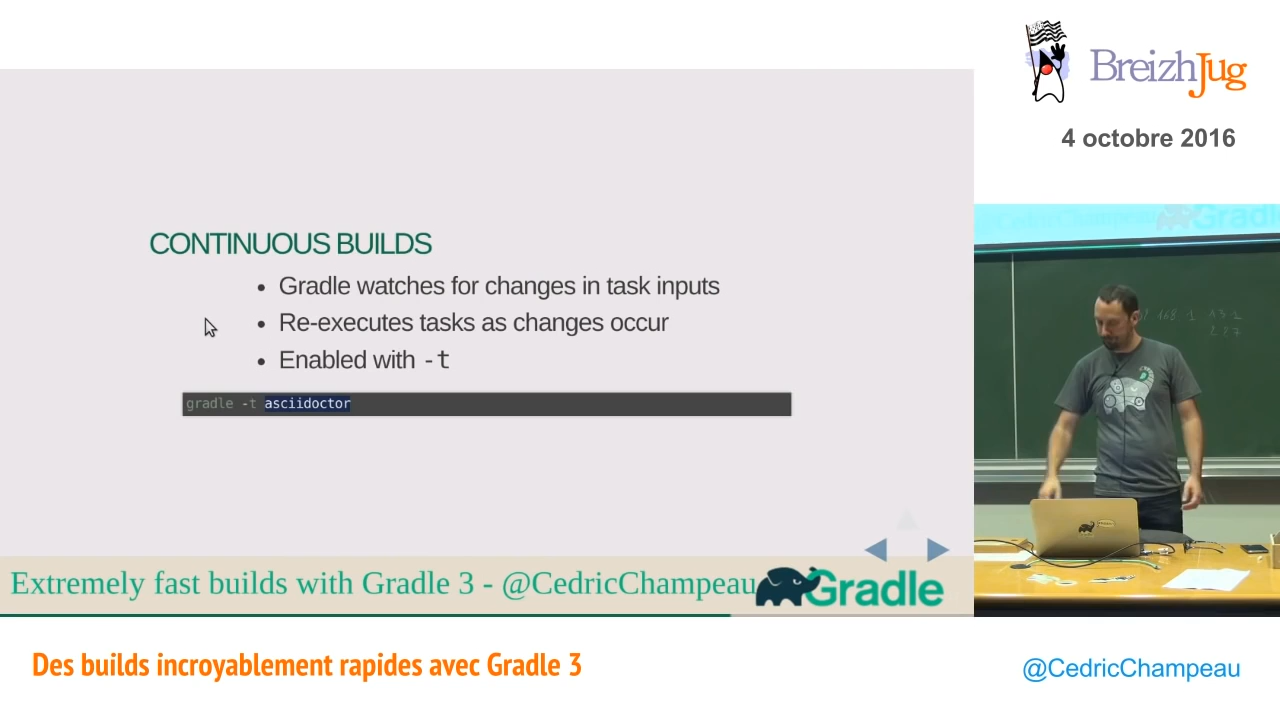 BreizhJug
4 octobre 2016
CONTINUOUS BUILDS
Gradle watches for changes in task inputs
Re-executes tasks as changes occur
Enabled with -t
gradle -t asciidoctor
Extremely fast builds with Gradle 3 - @CedricChampeau
Gradle
CedricChampeau Gradle
Des builds incroyablement rapides avec Gradle 3
@CedricChampeau